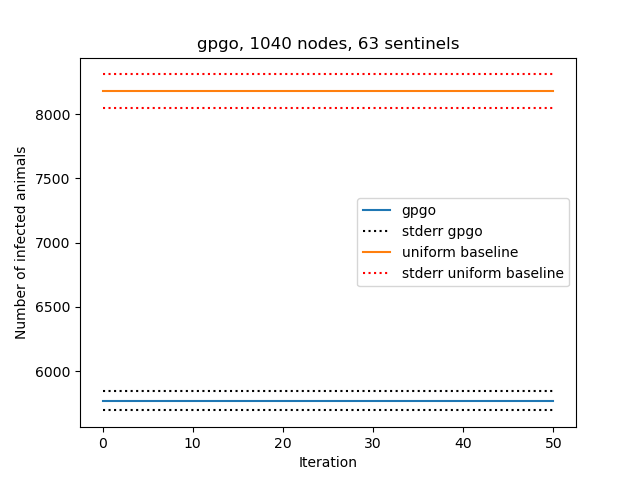 gpgo, 1040 nodes, 63 sentinels
Number of infected animals
8000
7500
7000
6500
6000
gpgo
stderr gpgo
uniform baseline
stderr uniform baseline
0 10 20 30 40 50
Iteration